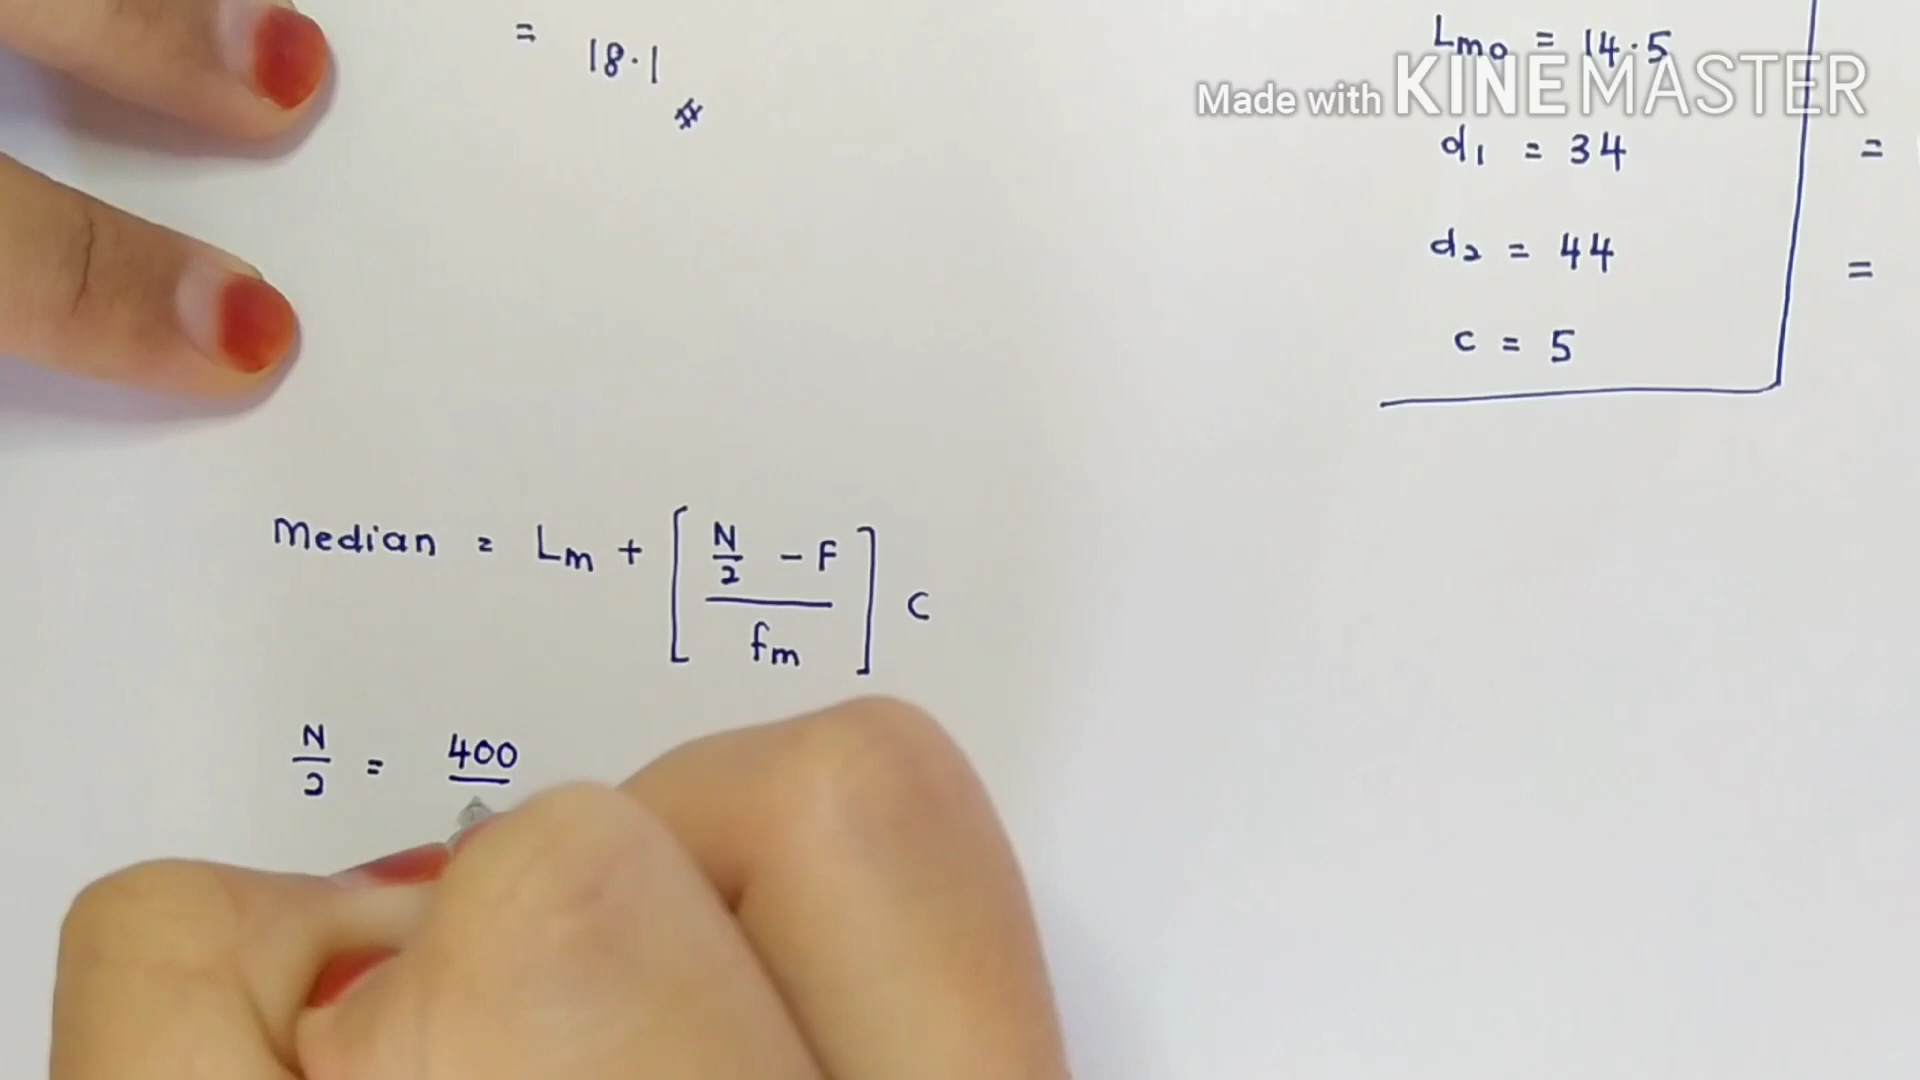 = 18.1 #
Lmo = 14.5
Made with KINEMASTER
d1 = 34
=
d2 = 44
=
c = 5
Median = Lm + [ N/2 - F / fm ] C
N/2 = 400